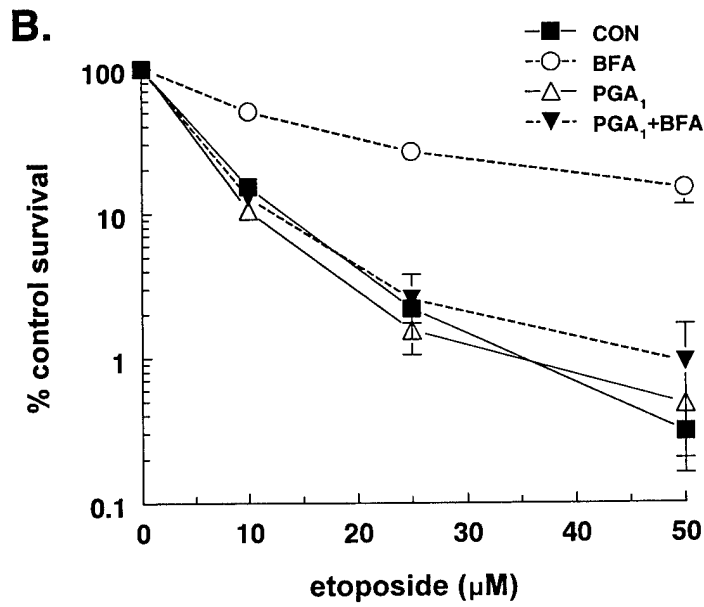 B.
CON
BFA
PGA₁
PGA₁+BFA
% control survival
100
10
1
0.1
0
10
20
30
40
50
etoposide (µM)